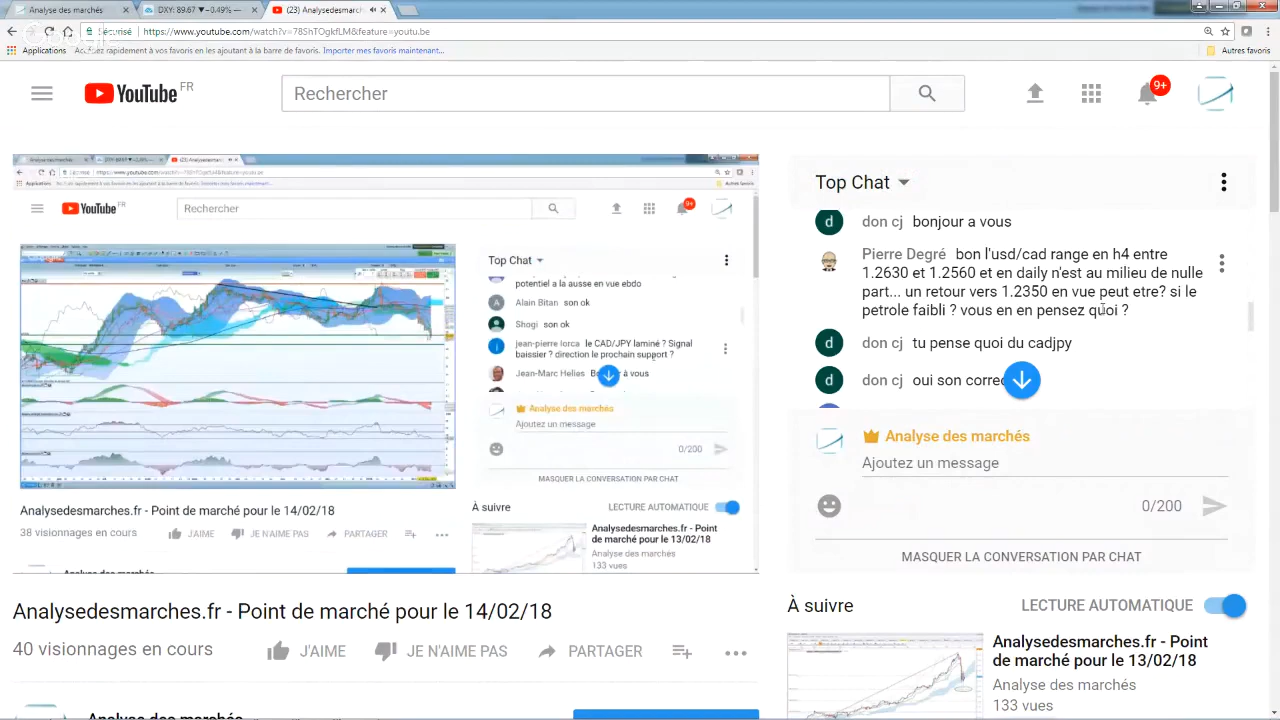 Analyse des marchés
DXY: 89.67 ▼ −0.49%
(23) Analysedesmarch
Sécurisé https://www.youtube.com/watch?v=78ShTOgkfLM&feature=youtu.be
Applications Accédez rapidement à vos favoris en les ajoutant à la barre de favoris. Importer mes favoris maintenant...
Autres favoris
YouTube FR
Rechercher
9+
YouTube FR
Rechercher
9+
Top Chat
potentiel a la ausse en vue ebdo
Alain Bitan son ok
Shogi son ok
jean-pierre lorca le CAD/JPY laminé ? Signal
baissier ? direction le prochain support ?
Jean-Marc Helies
à vous
Analyse des marchés
Ajoutez un message
0/200
MASQUER LA CONVERSATION PAR CHAT
Analysedesmarches.fr - Point de marché pour le 14/02/18
38 visionnages en cours
J'AIME
JE N'AIME PAS
PARTAGER
À suivre
LECTURE AUTOMATIQUE
Analysedesmarches.fr - Point
de marché pour le 13/02/18
Analyse des marchés
133 vues
Top Chat
don cj bonjour a vous
Pierre Degré bon l'usd/cad range en h4 entre
1.2630 et 1.2560 et en daily n'est au milieu de nulle
part... un retour vers 1.2350 en vue peut etre? si le
petrole faibli ? vous en en pensez quoi ?
don cj tu pense quoi du cadjpy
don cj oui son correc
Analyse des marchés
Ajoutez un message
0/200
MASQUER LA CONVERSATION PAR CHAT
Analysedesmarches.fr - Point de marché pour le 14/02/18
40 visionnages en cours
J'AIME
JE N'AIME PAS
PARTAGER
Analyse des marchés
À suivre
LECTURE AUTOMATIQUE
Analysedesmarches.fr - Point
de marché pour le 13/02/18
Analyse des marchés
133 vues